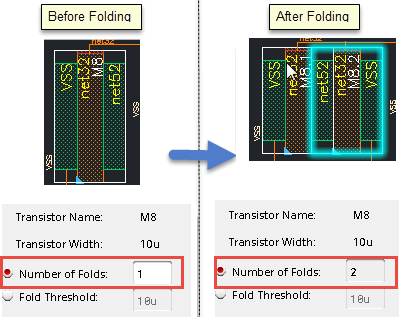 Before Folding
net32
VSS
net32
M8
net52
VSS
Transistor Name: M8
Transistor Width: 10u
Number of Folds: 1
Fold Threshold: 10u
After Folding
net32
VSS
net32
M8.1
net52
net32
M8.2
VSS
VSS
VSS
Transistor Name: M8
Transistor Width: 10u
Number of Folds: 2
Fold Threshold: 10u